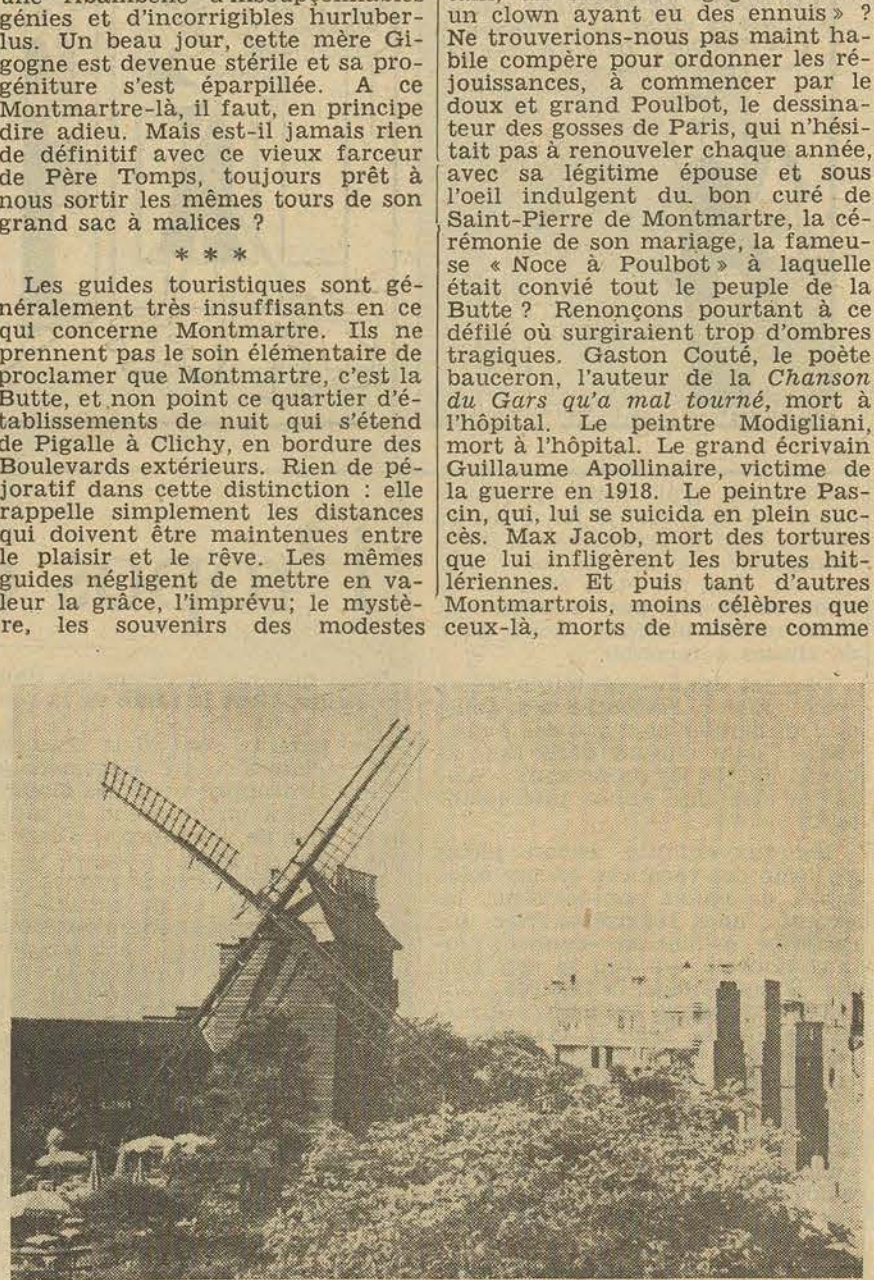 génies et d'incorrigibles hurluber-
lus. Un beau jour, cette mère Gi-
gogne est devenue stérile et sa pro-
géniture s'est éparpillée. A ce
Montmartre-là, il faut, en principe
dire adieu. Mais est-il jamais rien
de définitif avec ce vieux farceur
de Père Tomps, toujours prêt à
nous sortir les mêmes tours de son
grand sac à malices ?
* * *
Les guides touristiques sont gé-
néralement très insuffisants en ce
qui concerne Montmartre. Ils ne
prennent pas le soin élémentaire de
proclamer que Montmartre, c'est la
Butte, et non point ce quartier d'é-
tablissements de nuit qui s'étend
de Pigalle à Clichy, en bordure des
Boulevards extérieurs. Rien de pé-
joratif dans cette distinction : elle
rappelle simplement les distances
qui doivent être maintenues entre
le plaisir et le rêve. Les mêmes
guides négligent de mettre en va-
leur la grâce, l'imprévu; le mystè-
re, les souvenirs des modestes
un clown ayant eu des ennuis » ?
Ne trouverions-nous pas maint ha-
bile compère pour ordonner les ré-
jouissances, à commencer par le
doux et grand Poulbot, le dessina-
teur des gosses de Paris, qui n'hési-
tait pas à renouveler chaque année,
avec sa légitime épouse et sous
l'oeil indulgent du. bon curé de
Saint-Pierre de Montmartre, la cé-
rémonie de son mariage, la fameu-
se « Noce à Poulbot » à laquelle
était convié tout le peuple de la
Butte ? Renonçons pourtant à ce
défilé où surgiraient trop d'ombres
tragiques. Gaston Couté, le poète
bauceron, l'auteur de la Chanson
du Gars qu'a mal tourné, mort à
l'hôpital. Le peintre Modigliani,
mort à l'hôpital. Le grand écrivain
Guillaume Apollinaire, victime de
la guerre en 1918. Le peintre Pas-
cin, qui, lui se suicida en plein suc-
cès. Max Jacob, mort des tortures
que lui infligèrent les brutes hit-
lériennes. Et puis tant d'autres
Montmartrois, moins célèbres que
ceux-là, morts de misère comme